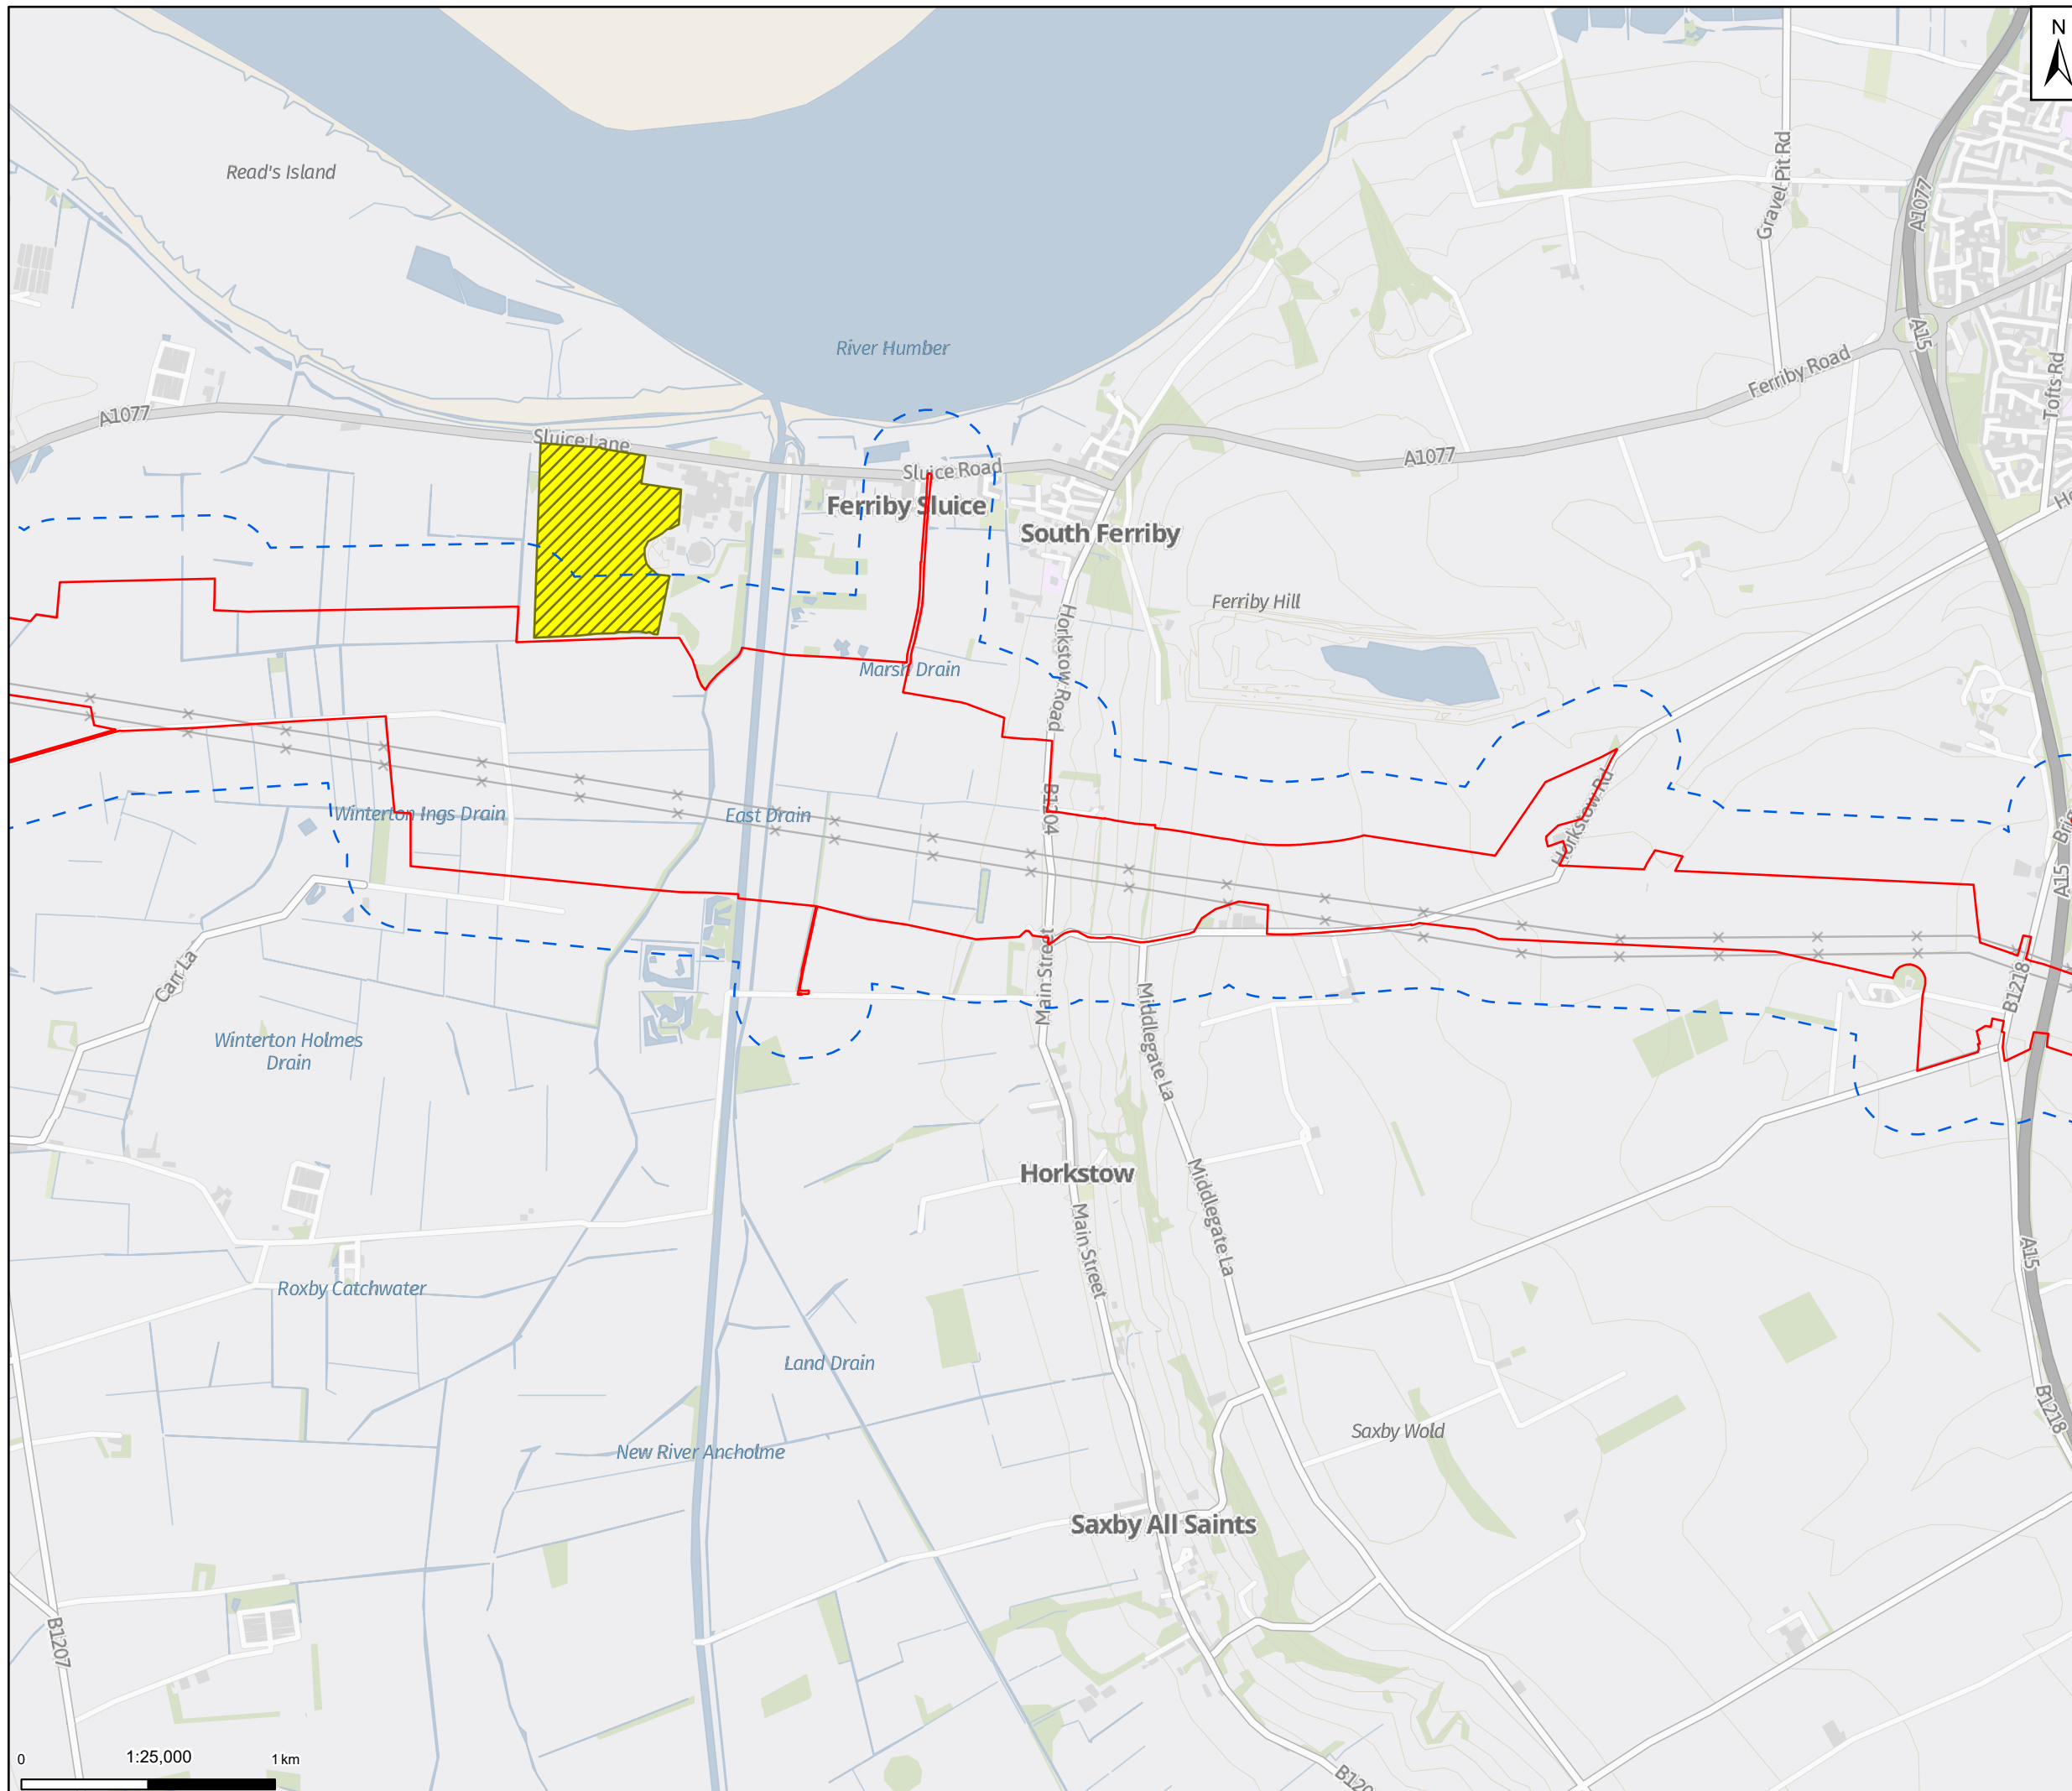 N
Read's Island
Gravel Pit Rd
A1077
A15
River Humber
Ferriby Road
Tofts Rd
A1077
Sluice Lane
A1077
Sluice Road
Ferriby Sluice
South Ferriby
Ferriby Hill
Horkstow Road
Marsh Drain
Winterton Ings Drain
East Drain
B1204
Horkstow Rd
A15
Carr La
Main Street
Middlegate La
B1218
Winterton Holmes
Drain
Horkstow
Main Street
Middlegate La
A15
Roxby Catchwater
Land Drain
B1218
Saxby Wold
New River Ancholme
Saxby All Saints
B1207
0
1:25,000
1 km